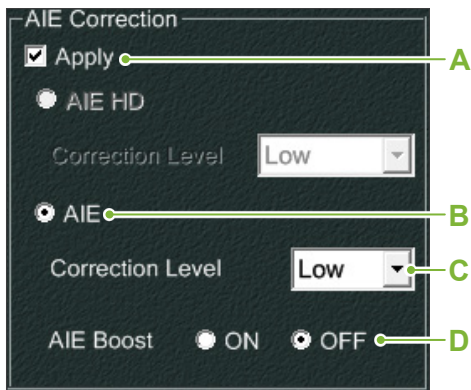 AIE Correction
Apply A
AIE HD
Correction Level Low
AIE B
Correction Level Low C
AIE Boost ON OFF D